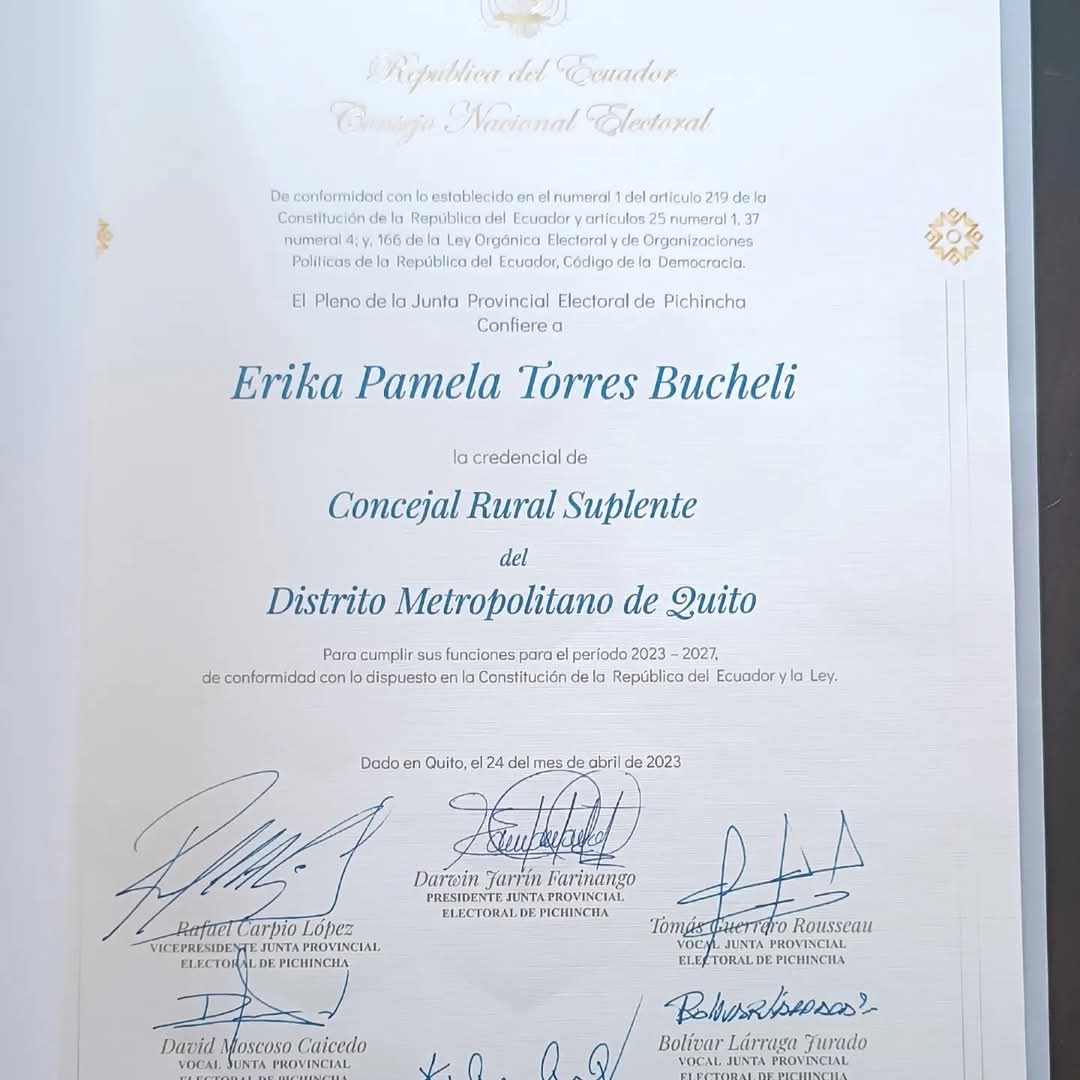 República del Ecuador
Consejo Nacional Electoral
De conformidad con lo establecido en el numeral 1 del artículo 219 de la
Constitución de la República del Ecuador y artículos 25 numeral 1, 37
numeral 4; y, 166 de la Ley Orgánica Electoral y de Organizaciones
Políticas de la República del Ecuador, Código de la Democracia.
El Pleno de la Junta Provincial Electoral de Pichincha
Confiere a
Erika Pamela Torres Bucheli
la credencial de
Concejal Rural Suplente
del
Distrito Metropolitano de Quito
Para cumplir sus funciones para el período 2023 – 2027,
de conformidad con lo dispuesto en la Constitución de la República del Ecuador y la Ley.
Dado en Quito, el 24 del mes de abril de 2023
Darwin Jarrín Farinango
PRESIDENTE JUNTA PROVINCIAL
ELECTORAL DE PICHINCHA
Rafael Carpio López
VICEPRESIDENTE JUNTA PROVINCIAL
ELECTORAL DE PICHINCHA
Tomás Guerrero Rousseau
VOCAL JUNTA PROVINCIAL
ELECTORAL DE PICHINCHA
David Moscoso Caicedo
VOCAL JUNTA PROVINCIAL
ELECTORAL DE PICHINCHA
Bolívar Lárraga Jurado
VOCAL JUNTA PROVINCIAL
ELECTORAL DE PICHINCHA